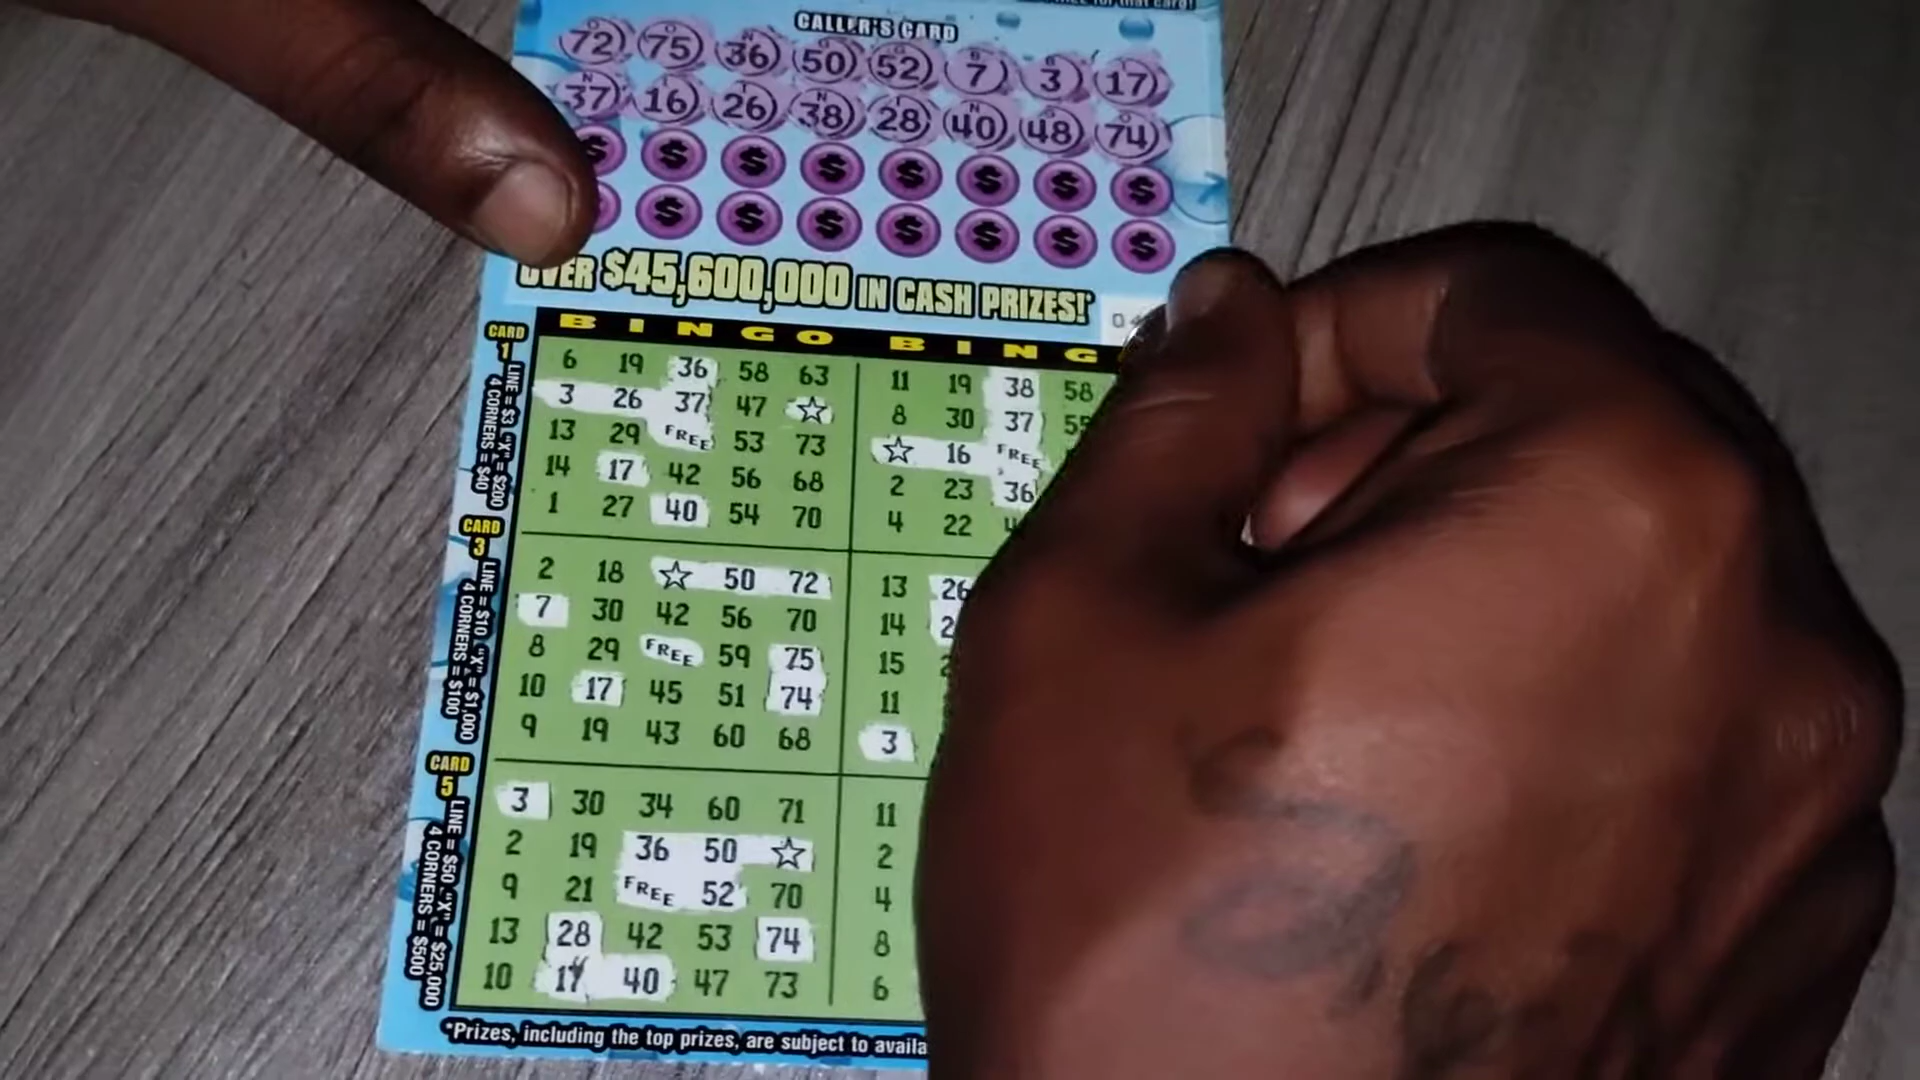 CALLER'S CARD
O 72 O 75 N 36 G 50 G 52 B 7 B 3 I 17
N 37 I 16 I 26 N 38 I 28 N 40 G 48 O 74
$ $ $ $ $ $ $ $
$ $ $ $ $ $ $
OVER $45,600,000 IN CASH PRIZES!*
CARD 1
LINE = $3 "X" = $200
4 CORNERS = $40
B I N G O
6 19 36 58 63
3 26 37 47
13 29 FREE 53 73
14 17 42 56 68
1 27 40 54 70
B I N G
11 19 38 58
8 30 37 55
16 FREE
2 23 36
4 22
CARD 3
LINE = $10 "X" = $1,000
4 CORNERS = $100
2 18 50 72
7 30 42 56 70
8 29 FREE 59 75
10 17 45 51 74
9 19 43 60 68
13 26
14
15
11
3
CARD 5
LINE = $50 "X" = $25,000
4 CORNERS = $500
3 30 34 60 71
2 19 36 50
9 21 FREE 52 70
13 28 42 53 74
10 17 40 47 73
11
2
4
8
6
*Prizes, including the top prizes, are subject to